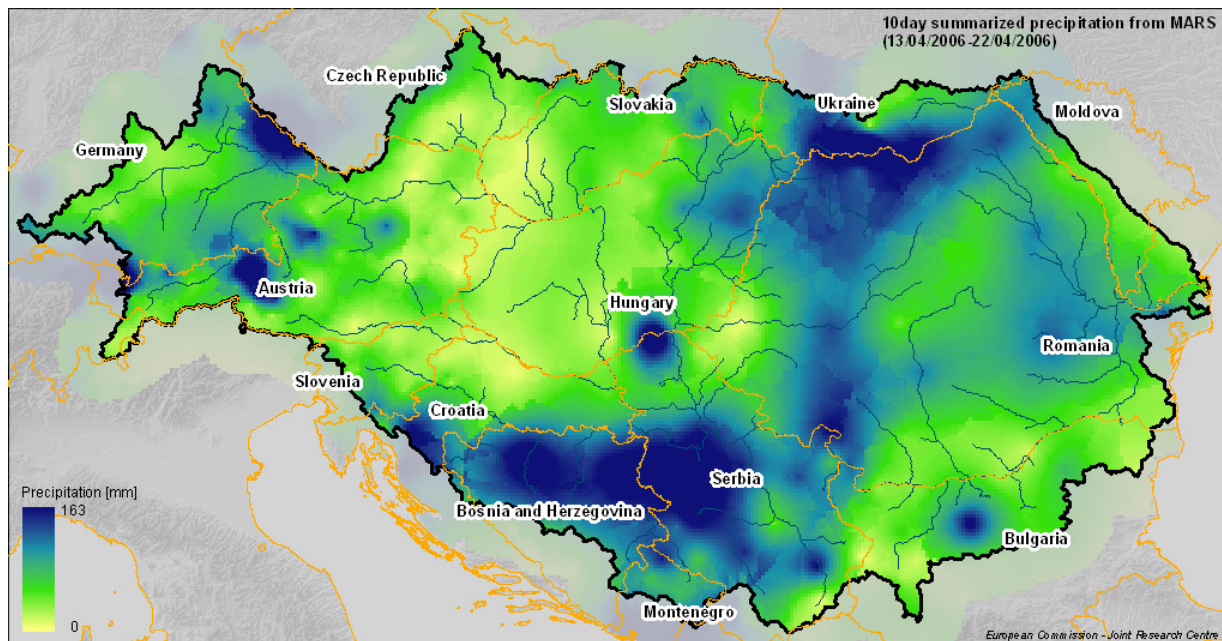 10day summarized precipitation from MARS
(13/04/2006-22/04/2006)
Czech Republic
Slovakia
Ukraine
Moldova
Germany
Austria
Hungary
Romania
Slovenia
Croatia
Serbia
Bosnia and Herzegovina
Bulgaria
Montenegro
Precipitation [mm]
163
0
European Commission - Joint Research Centre